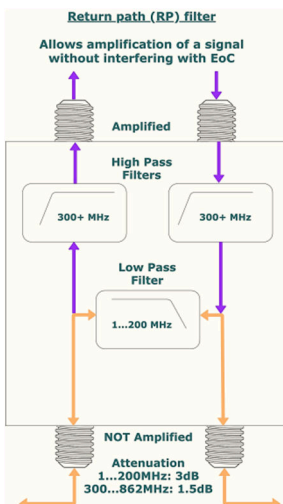 Return path (RP) filter
Allows amplification of a signal
without interfering with EoC
Amplified
High Pass
Filters
300+ MHz
300+ MHz
Low Pass
Filter
1...200 MHz
NOT Amplified
Attenuation
1...200MHz: 3dB
300...862MHz: 1.5dB